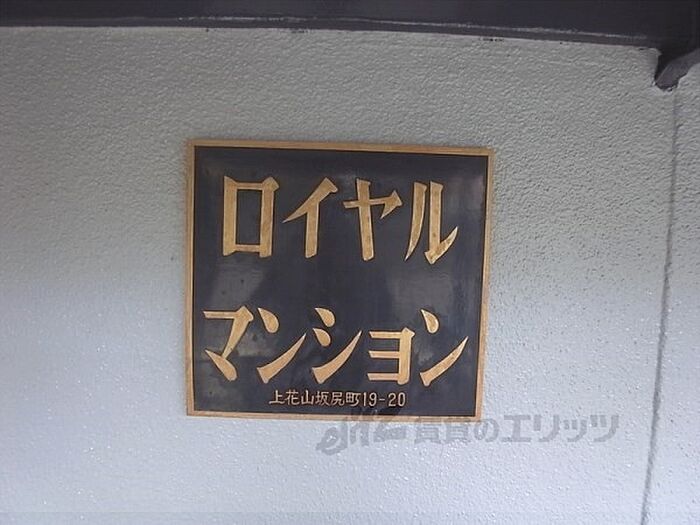 ロイヤル
マンション
上花山坂尻町19-20
賃貸のエリッツ